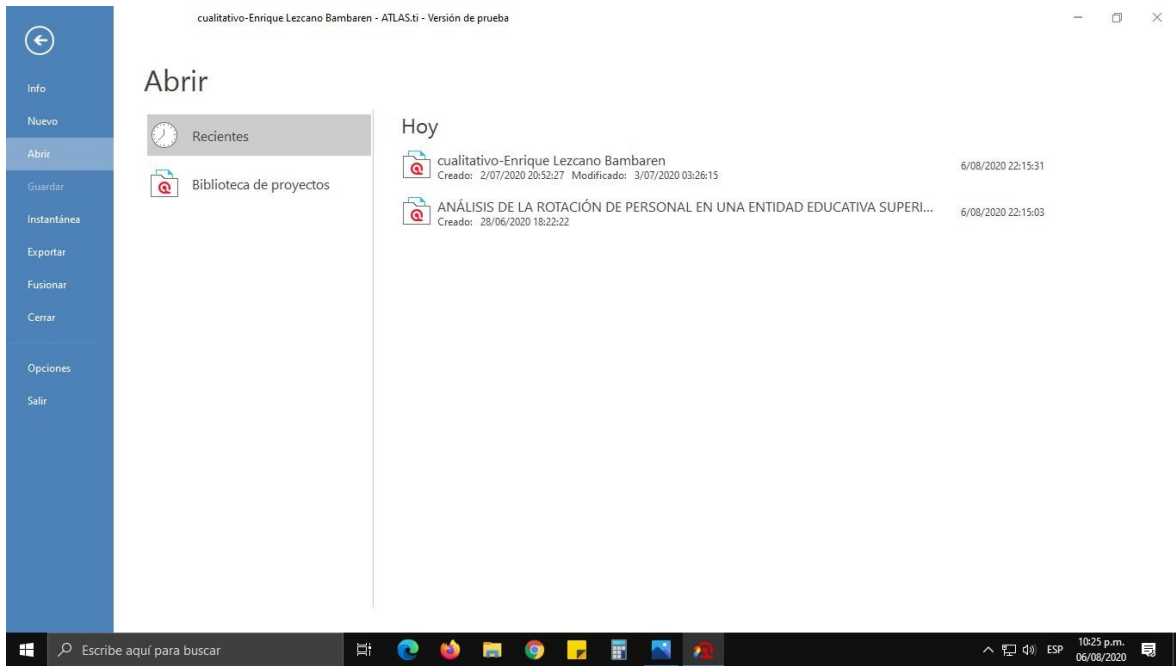 cualitativo-Enrique Lezcano Bambaren - ATLAS.ti - Versión de prueba
Info
Nuevo
Abrir
Guardar
Instantánea
Exportar
Fusionar
Cerrar
Opciones
Salir
Abrir
Recientes
Biblioteca de proyectos
Hoy
cualitativo-Enrique Lezcano Bambaren
Creado: 2/07/2020 20:52:27 Modificado: 3/07/2020 03:26:15
6/08/2020 22:15:31
ANÁLISIS DE LA ROTACIÓN DE PERSONAL EN UNA ENTIDAD EDUCATIVA SUPERI...
Creado: 28/06/2020 18:22:22
6/08/2020 22:15:03
Escribe aquí para buscar
ESP
10:25 p.m.
06/08/2020